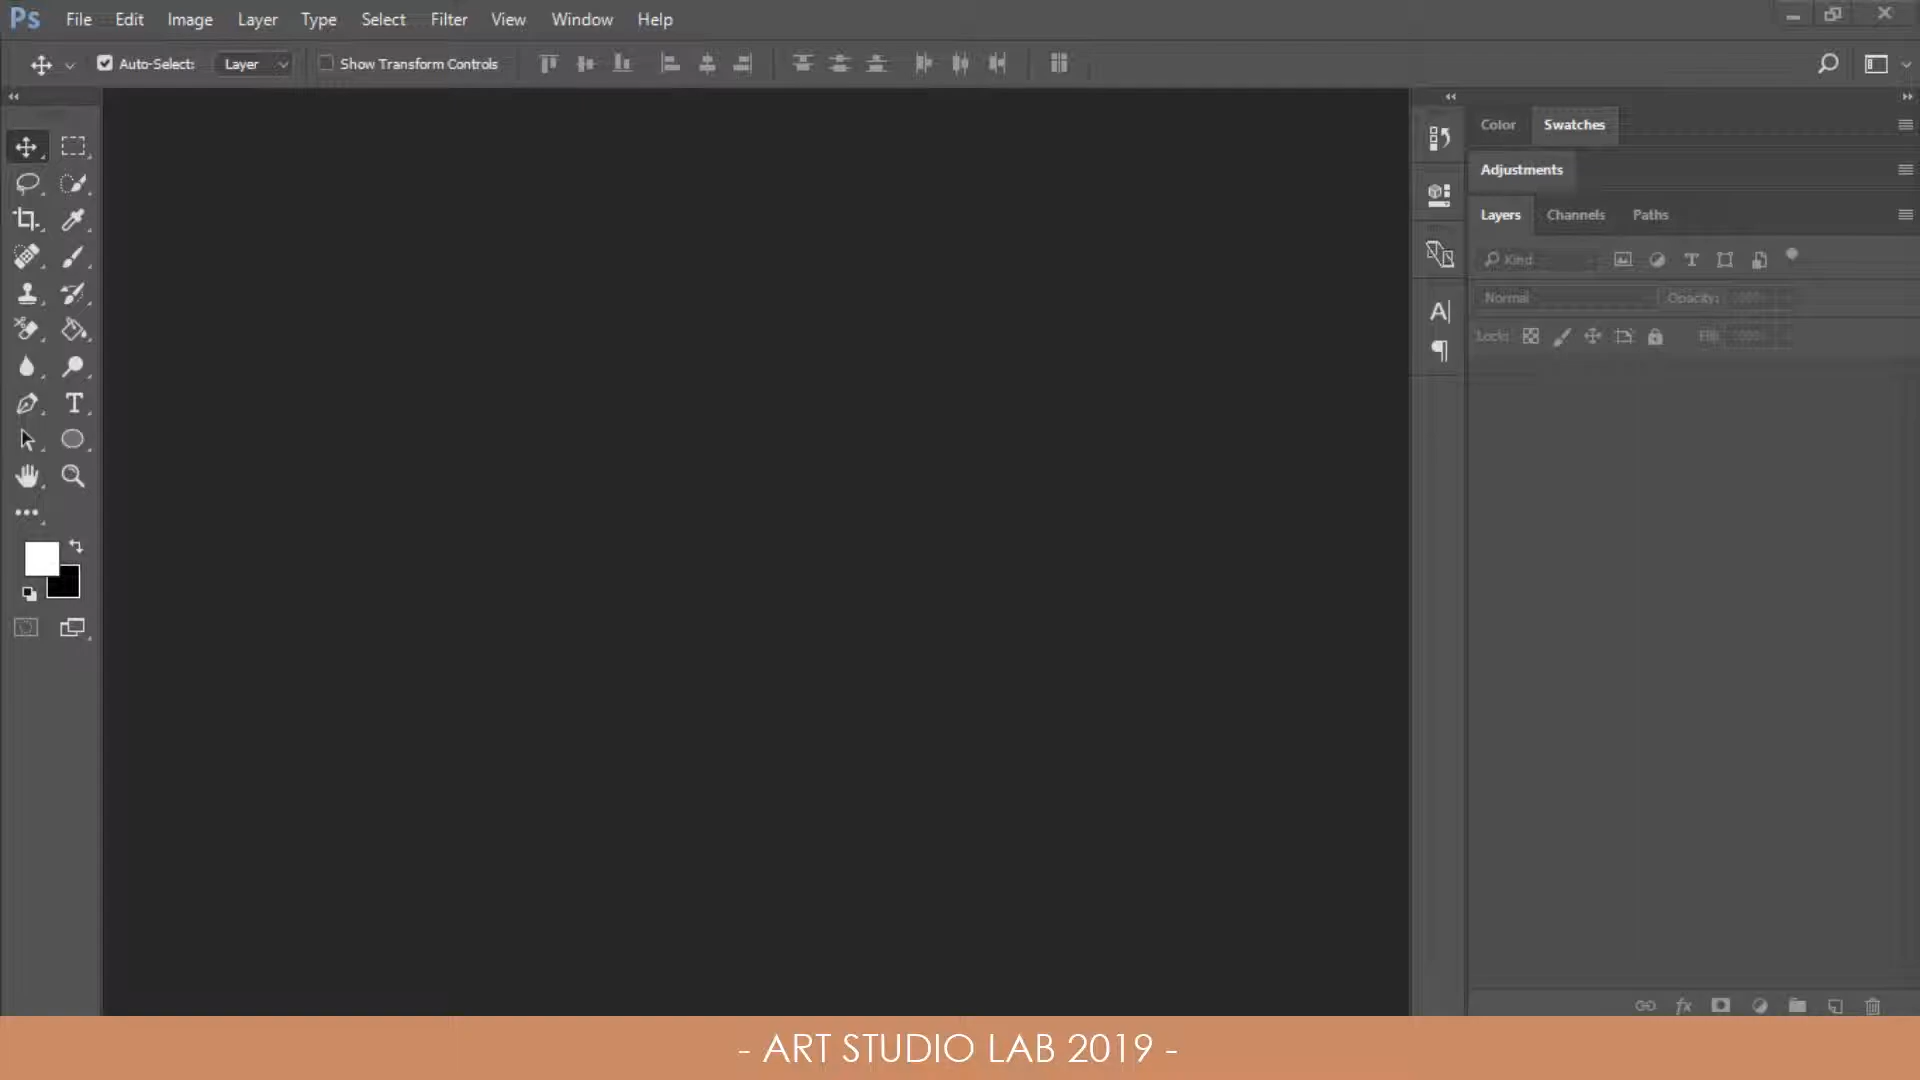 Ps File Edit Image Layer Type Select Filter View Window Help
Auto-Select: Layer Show Transform Controls
Color Swatches
Adjustments
Layers Channels Paths
Kind
Normal Opacity:
Lock: Fill:
- ART STUDIO LAB 2019 -